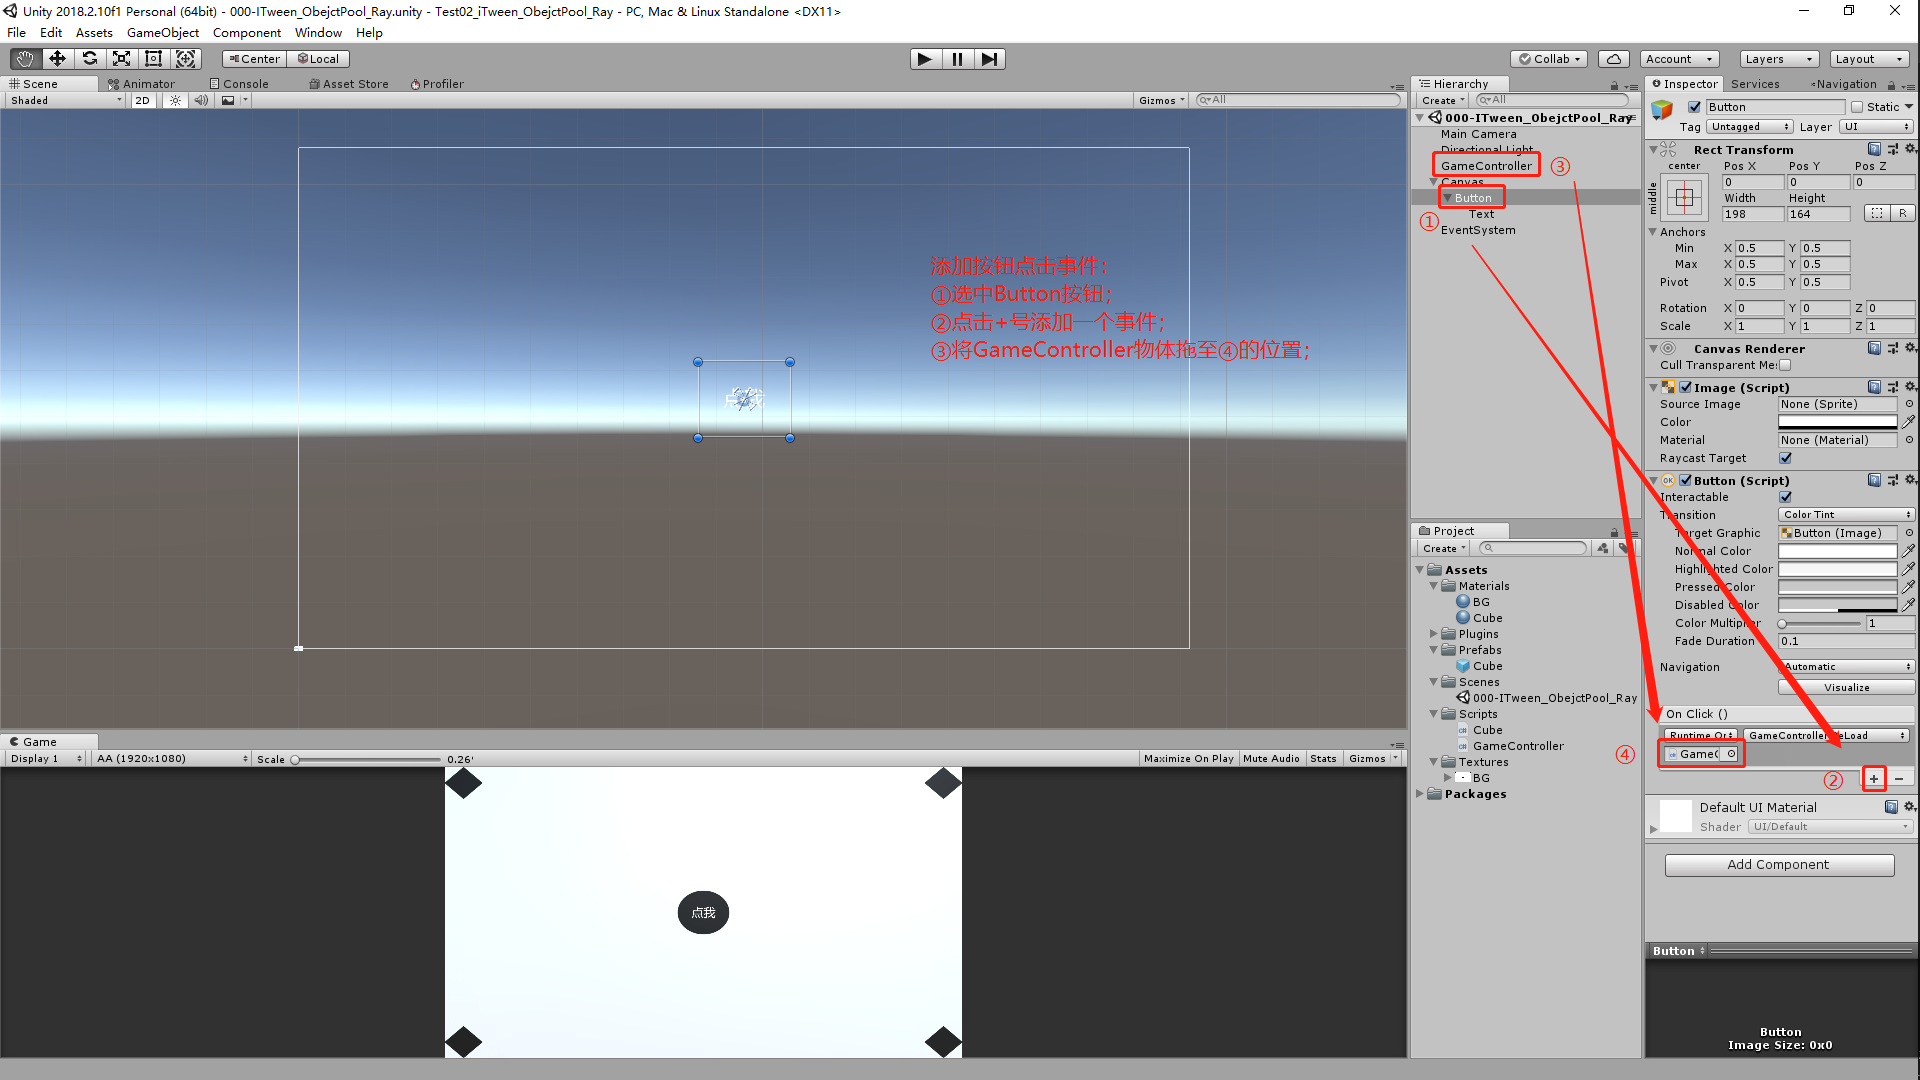 Unity 2018.2.10f1 Personal (64bit) - 000-ITween_ObejctPool_Ray.unity - Test02_iTween_ObejctPool_Ray - PC, Mac & Linux Standalone <DX11>
File Edit Assets GameObject Component Window Help
Center Local
Collab Account Layers Layout
Scene Animator Console Asset Store Profiler
Shaded 2D Gizmos All
添加按钮点击事件：
①选中Button按钮；
②点击+号添加一个事件；
③将GameController物体拖至④的位置；
点我
Game
Display 1 AA (1920x1080) Scale 0.26 Maximize On Play Mute Audio Stats Gizmos
点我
Hierarchy
Create All
000-ITween_ObejctPool_Ray
Main Camera
Directional Light
GameController ③
Canvas
Button
①
Text
EventSystem
Project
Create
Assets
Materials
BG
Cube
Plugins
Prefabs
Cube
Scenes
000-ITween_ObejctPool_Ray
Scripts
Cube
GameController
Textures
BG
Packages
Inspector Services Navigation
Button Static
Tag Untagged Layer UI
Rect Transform
center Pos X Pos Y Pos Z
middle
0 0 0
Width Height
198 164 R
Anchors
Min X 0.5 Y 0.5
Max X 0.5 Y 0.5
Pivot X 0.5 Y 0.5
Rotation X 0 Y 0 Z 0
Scale X 1 Y 1 Z 1
Canvas Renderer
Cull Transparent Me
Image (Script)
Source Image None (Sprite)
Color
Material None (Material)
Raycast Target
OK Button (Script)
Interactable
Transition Color Tint
Target Graphic Button (Image)
Normal Color
Highlighted Color
Pressed Color
Disabled Color
Color Multiplier 1
Fade Duration 0.1
Navigation Automatic
Visualize
On Click ()
Runtime On GameController
④ GameC
② + −
Default UI Material
Shader UI/Default
Add Component
Button
Button
Image Size: 0x0